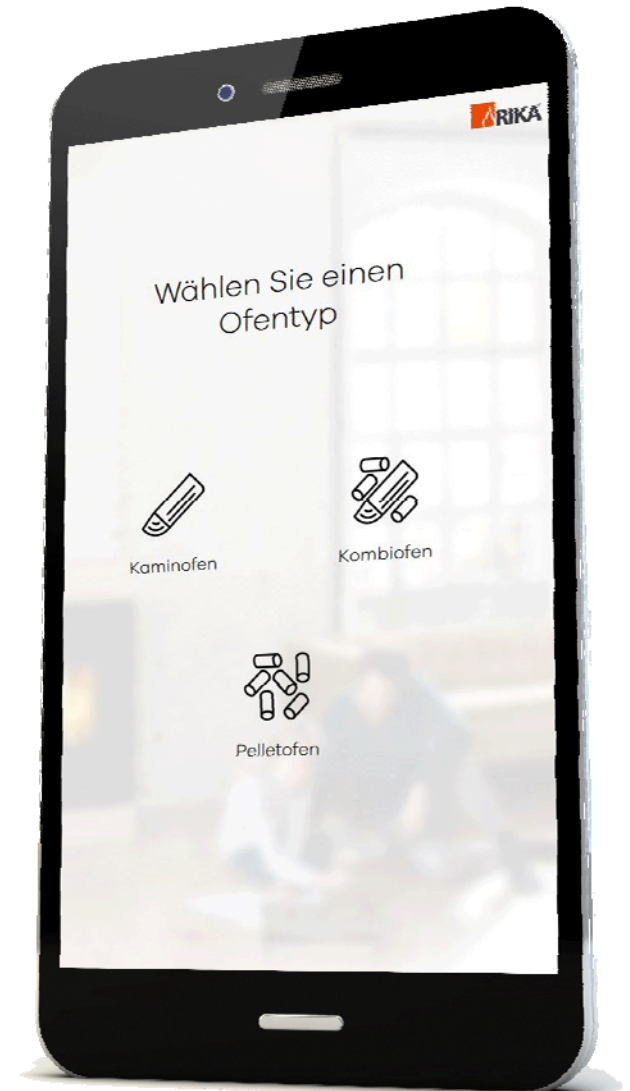 RIKA
Wählen Sie einen
Ofentyp
Kaminofen
Kombiofen
Pelletofen